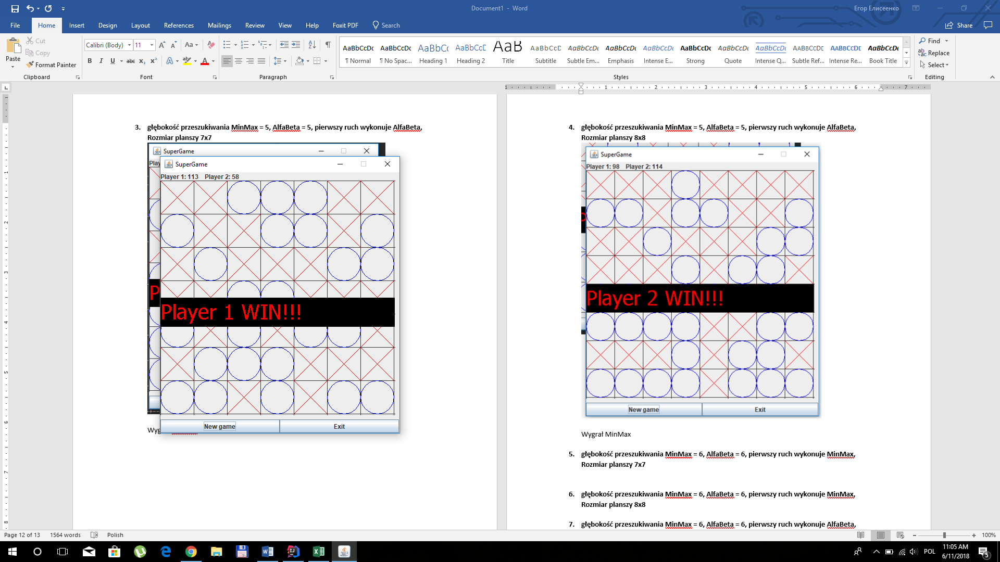 Document1 - Word
Егор Елисеенко
File Home Insert Design Layout References Mailings Review View Help Foxit PDF Search Share
Paste
Cut
Copy
Format Painter
Clipboard
Calibri (Body) 11
Font
Paragraph
AaBbCcDc AaBbCcDc AaBbCc AaBbCcD AaB AaBbCcD AaBbCcDc AaBbCcDc AaBbCcDc AaBbCcDc AaBbCcDc AaBbCcDc AABBCCDD AABBCCDD AaBbCcDc
¶ Normal ¶ No Spac... Heading 1 Heading 2 Title Subtitle Subtle Em... Emphasis Intense E... Strong Quote Intense Q... Subtle Ref... Intense Re... Book Title
Styles
Find
Replace
Select
Editing
3. głębokość przeszukiwania MinMax = 5, AlfaBeta = 5, pierwszy ruch wykonuje AlfaBeta,
Rozmiar planszy 7x7
SuperGame
SuperGame
Player 1: 113 Player 2: 58
Player 1 WIN!!!
New game Exit
4. głębokość przeszukiwania MinMax = 5, AlfaBeta = 5, pierwszy ruch wykonuje AlfaBeta,
Rozmiar planszy 8x8
SuperGame
Player 1: 98 Player 2: 114
Player 2 WIN!!!
New game Exit
Wygrał MinMax
5. głębokość przeszukiwania MinMax = 6, AlfaBeta = 6, pierwszy ruch wykonuje MinMax,
Rozmiar planszy 7x7
6. głębokość przeszukiwania MinMax = 6, AlfaBeta = 6, pierwszy ruch wykonuje MinMax,
Rozmiar planszy 8x8
7. głębokość przeszukiwania MinMax = 6, AlfaBeta = 6, pierwszy ruch wykonuje AlfaBeta,
Page 12 of 13 1564 words Polish 100%
POL
11:05 AM
6/11/2018
5